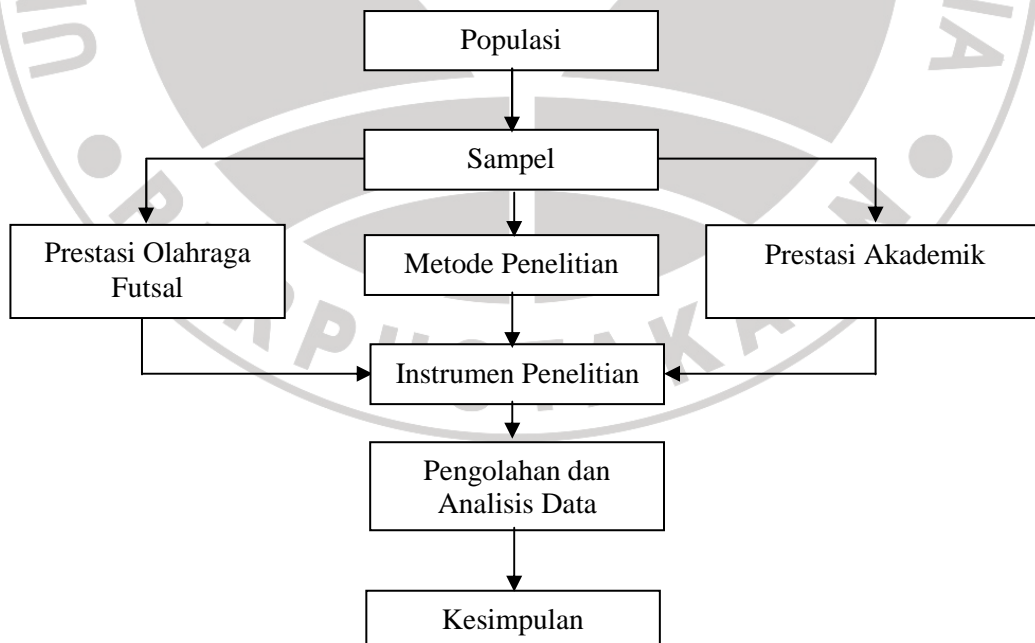 Populasi
Sampel
Prestasi Olahraga
Futsal
Metode Penelitian
Prestasi Akademik
Instrumen Penelitian
Pengolahan dan
Analisis Data
Kesimpulan